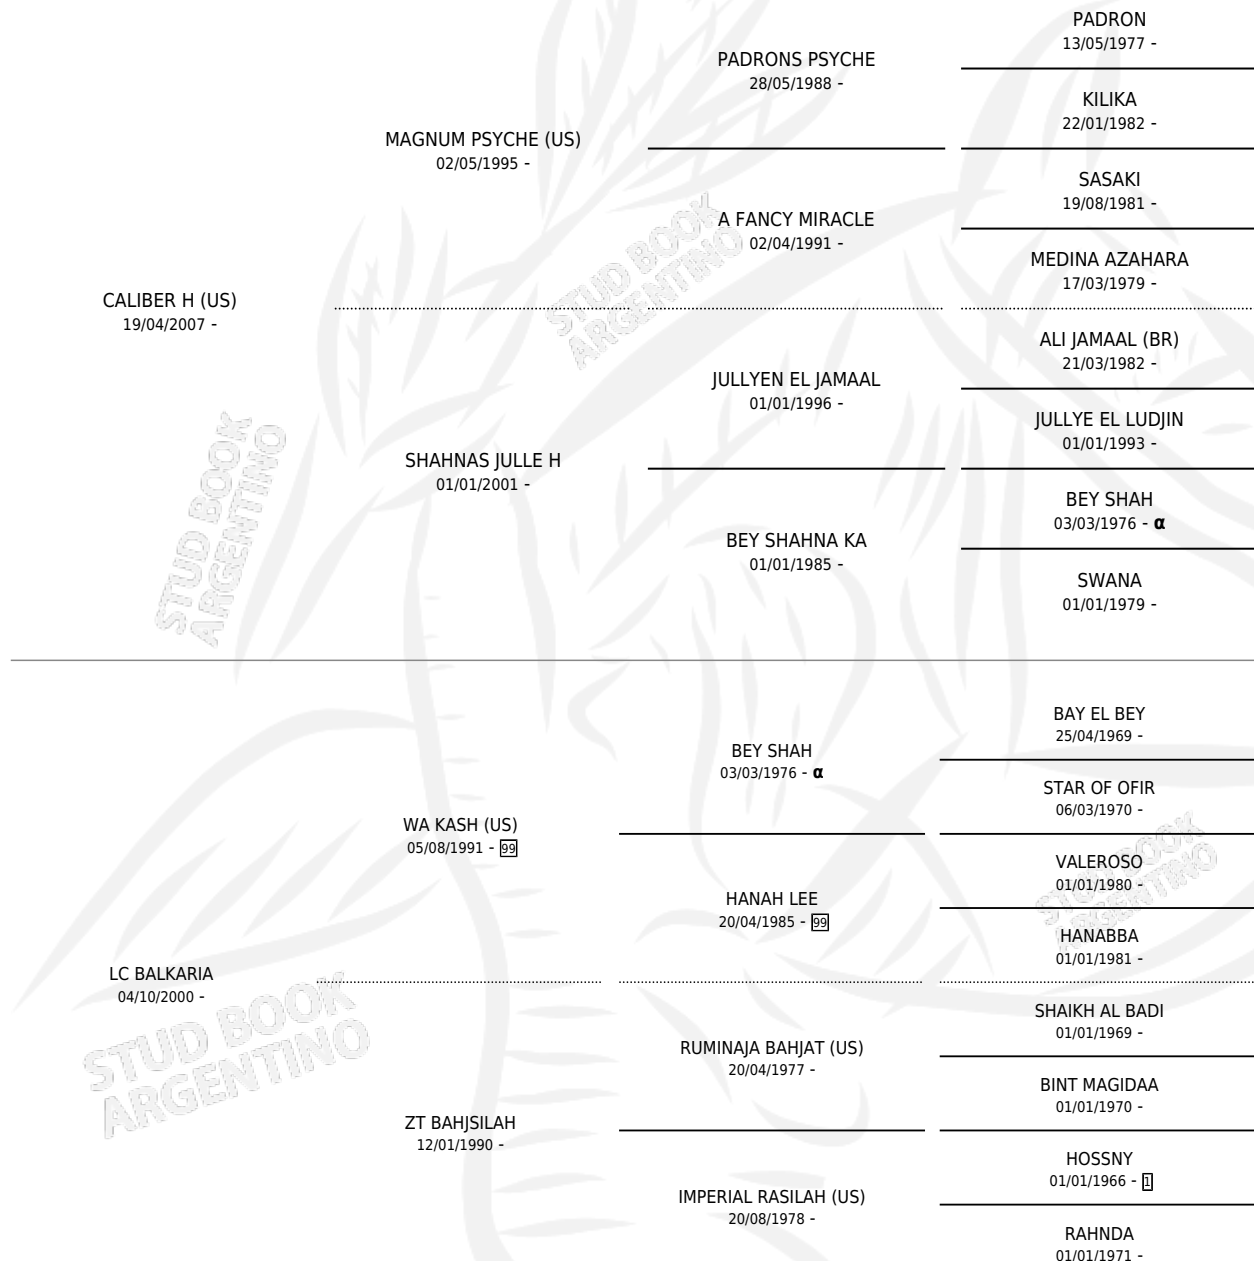 PADRON
13/05/1977 -
PADRONS PSYCHE
28/05/1988 -
KILIKA
22/01/1982 -
MAGNUM PSYCHE (US)
02/05/1995 -
SASAKI
19/08/1981 -
A FANCY MIRACLE
02/04/1991 -
MEDINA AZAHARA
17/03/1979 -
CALIBER H (US)
19/04/2007 -
ALI JAMAAL (BR)
21/03/1982 -
JULLYEN EL JAMAAL
01/01/1996 -
JULLYE EL LUDJIN
01/01/1993 -
SHAHNAS JULLE H
01/01/2001 -
BEY SHAH
03/03/1976 - α
BEY SHAHNA KA
01/01/1985 -
SWANA
01/01/1979 -
BAY EL BEY
25/04/1969 -
BEY SHAH
03/03/1976 - α
STAR OF OFIR
06/03/1970 -
WA KASH (US)
05/08/1991 - 99
VALEROSO
01/01/1980 -
HANAH LEE
20/04/1985 - 99
HANABBA
01/01/1981 -
LC BALKARIA
04/10/2000 -
SHAIKH AL BADI
01/01/1969 -
RUMINAJA BAHJAT (US)
20/04/1977 -
BINT MAGIDAA
01/01/1970 -
ZT BAHJSILAH
12/01/1990 -
HOSSNY
01/01/1966 - 1
IMPERIAL RASILAH (US)
20/08/1978 -
RAHNDA
01/01/1971 -
STUD BOOK
ARGENTINO
STUD BOOK
ARGENTINO
STUD BOOK
ARGENTINO
STUD BOOK
ARGENTINO